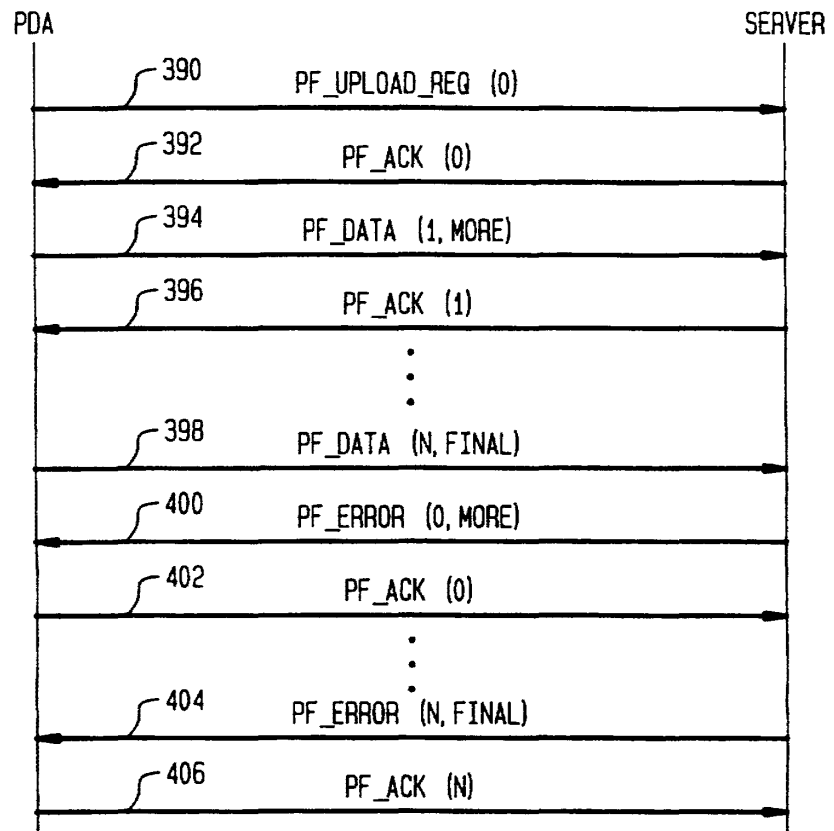 PDA SERVER
390 PF_UPLOAD_REQ (0)
392 PF_ACK (0)
394 PF_DATA (1, MORE)
396 PF_ACK (1)
398 PF_DATA (N, FINAL)
400 PF_ERROR (0, MORE)
402 PF_ACK (0)
404 PF_ERROR (N, FINAL)
406 PF_ACK (N)